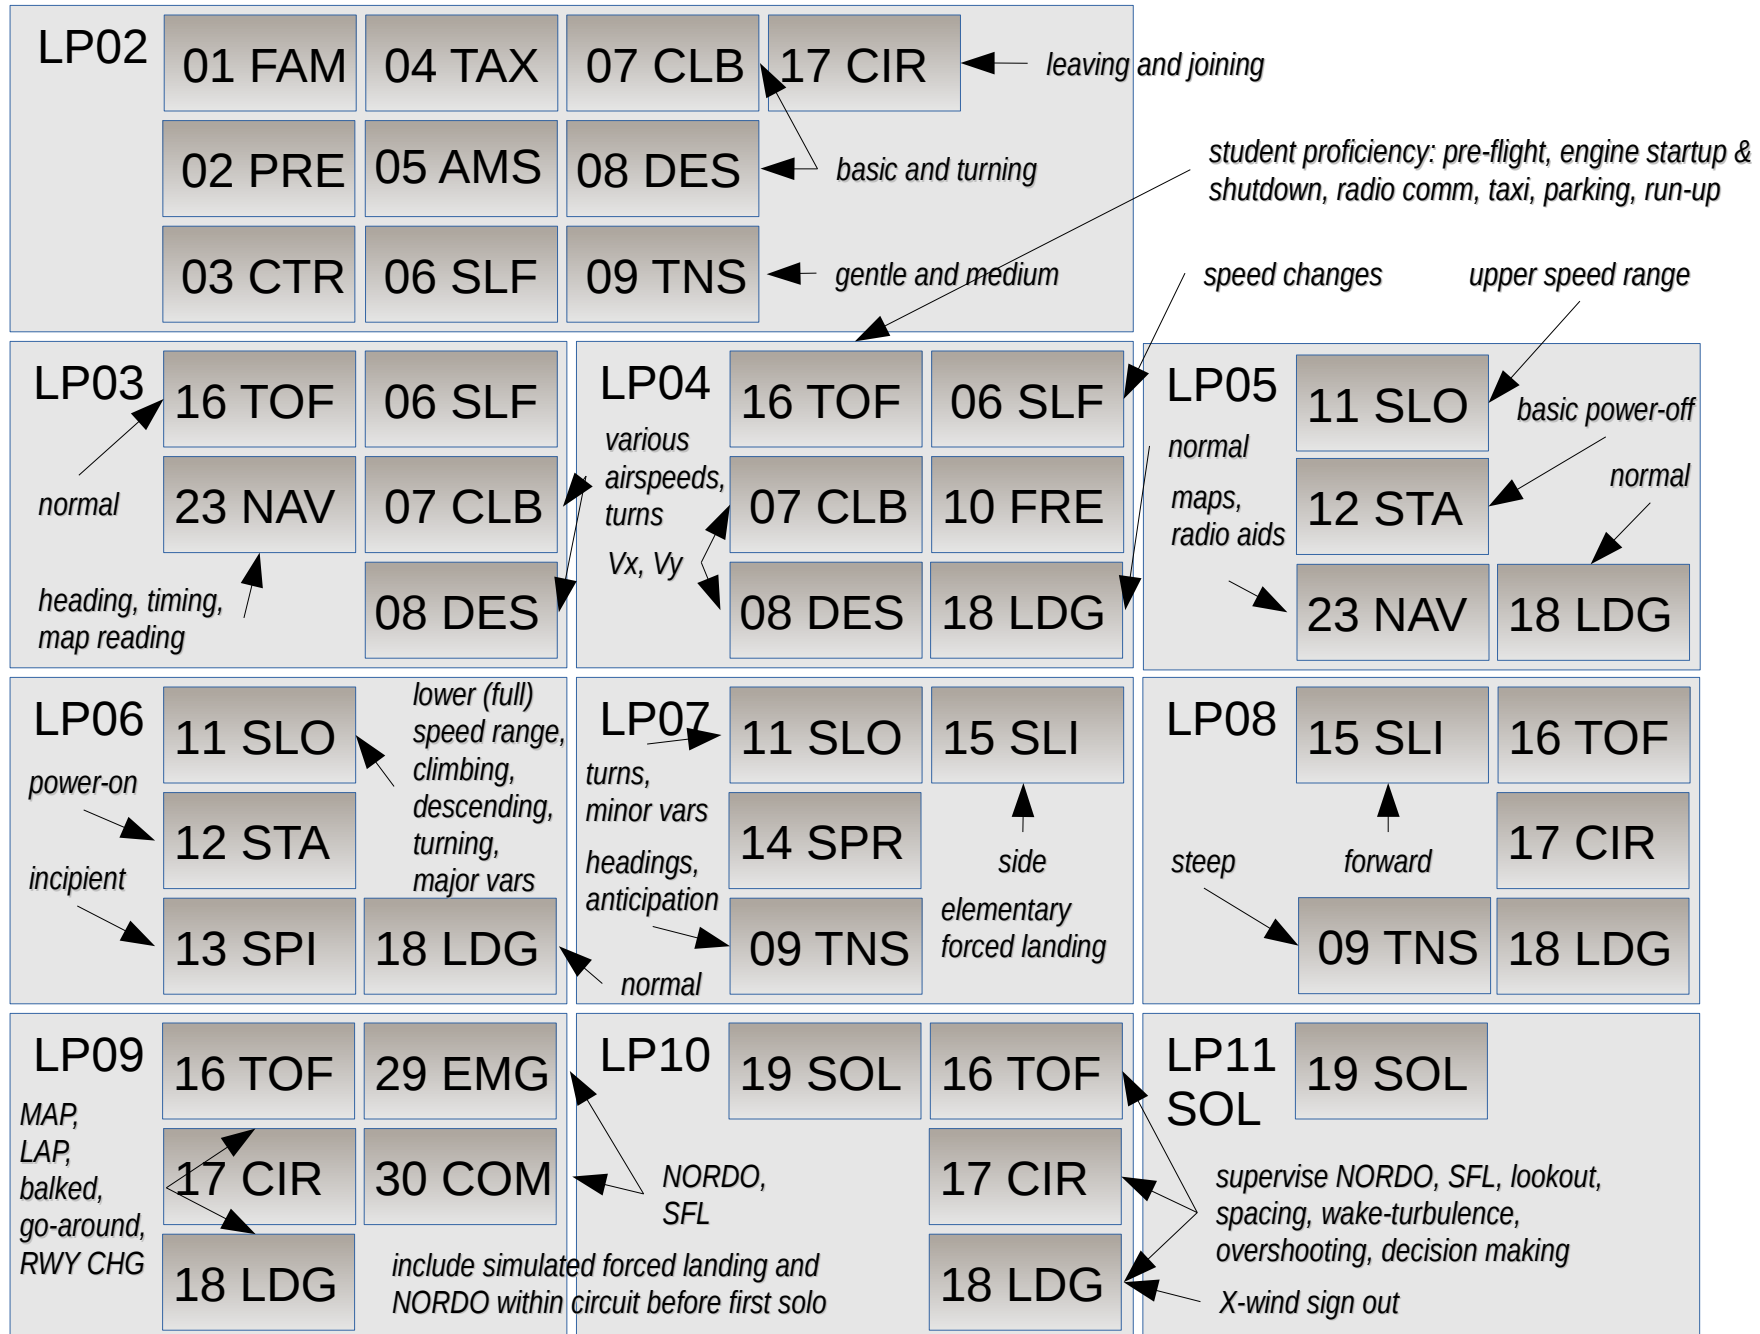 LP02
01 FAM
04 TAX
07 CLB
17 CIR
leaving and joining
02 PRE
05 AMS
08 DES
basic and turning
03 CTR
06 SLF
09 TNS
gentle and medium
student proficiency: pre-flight, engine startup &
shutdown, radio comm, taxi, parking, run-up
speed changes
upper speed range
LP03
16 TOF
06 SLF
23 NAV
07 CLB
08 DES
normal
heading, timing,
map reading
LP04
16 TOF
06 SLF
various
airspeeds,
turns
07 CLB
10 FRE
Vx, Vy
08 DES
18 LDG
LP05
11 SLO
basic power-off
normal
12 STA
normal
maps,
radio aids
23 NAV
18 LDG
LP06
11 SLO
lower (full)
speed range,
climbing,
descending,
turning,
major vars
power-on
12 STA
incipient
13 SPI
18 LDG
normal
LP07
11 SLO
15 SLI
turns,
minor vars
14 SPR
side
headings,
anticipation
09 TNS
elementary
forced landing
LP08
15 SLI
16 TOF
17 CIR
steep
forward
09 TNS
18 LDG
LP09
16 TOF
29 EMG
MAP,
LAP,
balked,
go-around,
RWY CHG
17 CIR
30 COM
18 LDG
NORDO,
SFL
include simulated forced landing and
NORDO within circuit before first solo
LP10
19 SOL
16 TOF
17 CIR
18 LDG
LP11
SOL
19 SOL
supervise NORDO, SFL, lookout,
spacing, wake-turbulence,
overshooting, decision making
X-wind sign out